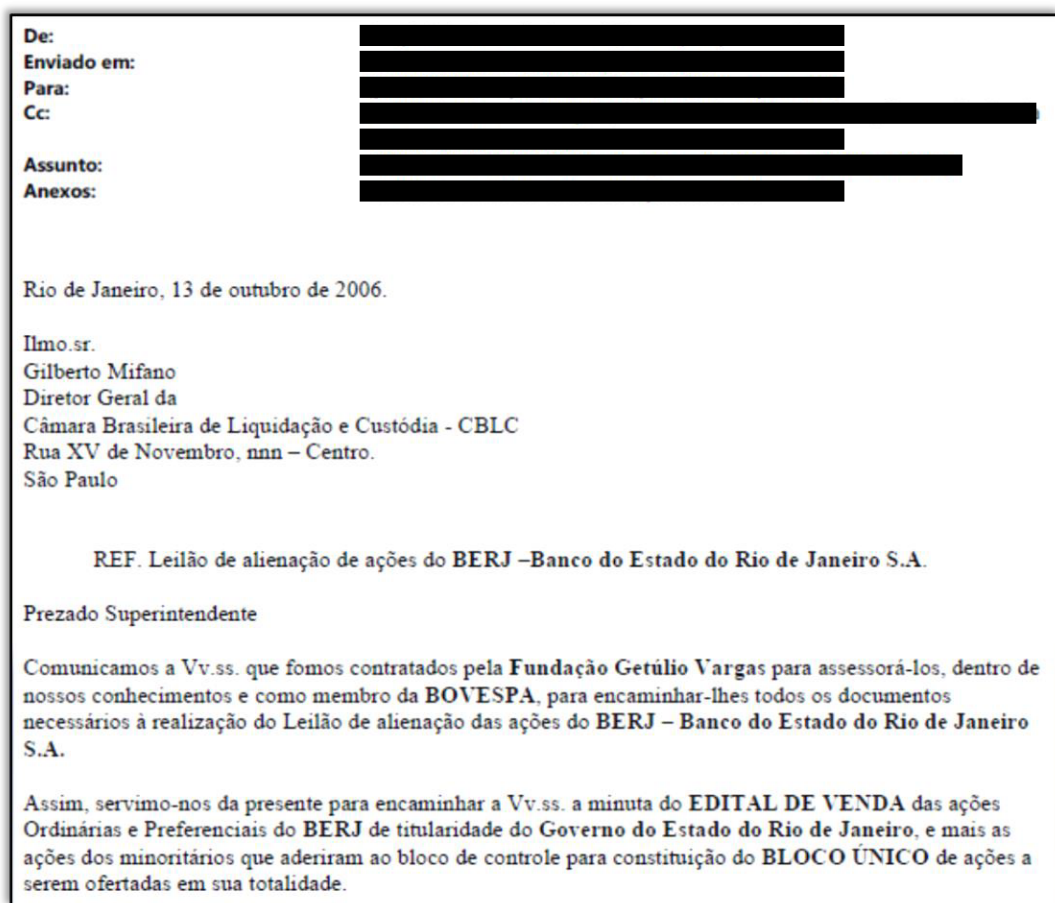 De:
Enviado em:
Para:
Cc:
Assunto:
Anexos:
Rio de Janeiro, 13 de outubro de 2006.
Ilmo.sr.
Gilberto Mifano
Diretor Geral da
Câmara Brasileira de Liquidação e Custódia - CBLC
Rua XV de Novembro, nnn – Centro.
São Paulo
REF. Leilão de alienação de ações do BERJ –Banco do Estado do Rio de Janeiro S.A.
Prezado Superintendente
Comunicamos a Vv.ss. que fomos contratados pela Fundação Getúlio Vargas para assessorá-los, dentro de
nossos conhecimentos e como membro da BOVESPA, para encaminhar-lhes todos os documentos
necessários à realização do Leilão de alienação das ações do BERJ – Banco do Estado do Rio de Janeiro
S.A.
Assim, servimo-nos da presente para encaminhar a Vv.ss. a minuta do EDITAL DE VENDA das ações
Ordinárias e Preferenciais do BERJ de titularidade do Governo do Estado do Rio de Janeiro, e mais as
ações dos minoritários que aderiram ao bloco de controle para constituição do BLOCO ÚNICO de ações a
serem ofertadas em sua totalidade.